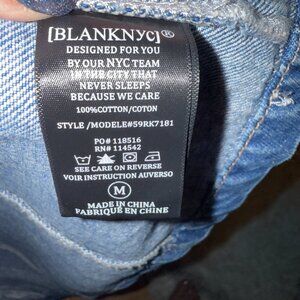 [BLANKNYC]®
DESIGNED FOR YOU
BY OUR NYC TEAM
IN THE CITY THAT
NEVER SLEEPS
BECAUSE WE CARE
100%COTTON/COTON
STYLE /MODELE#59RK7181
PO# 118516
RN# 114542
SEE CARE ON REVERSE
VOIR INSTRUCTION AUVERSO
M
MADE IN CHINA
FABRIQUE EN CHINE